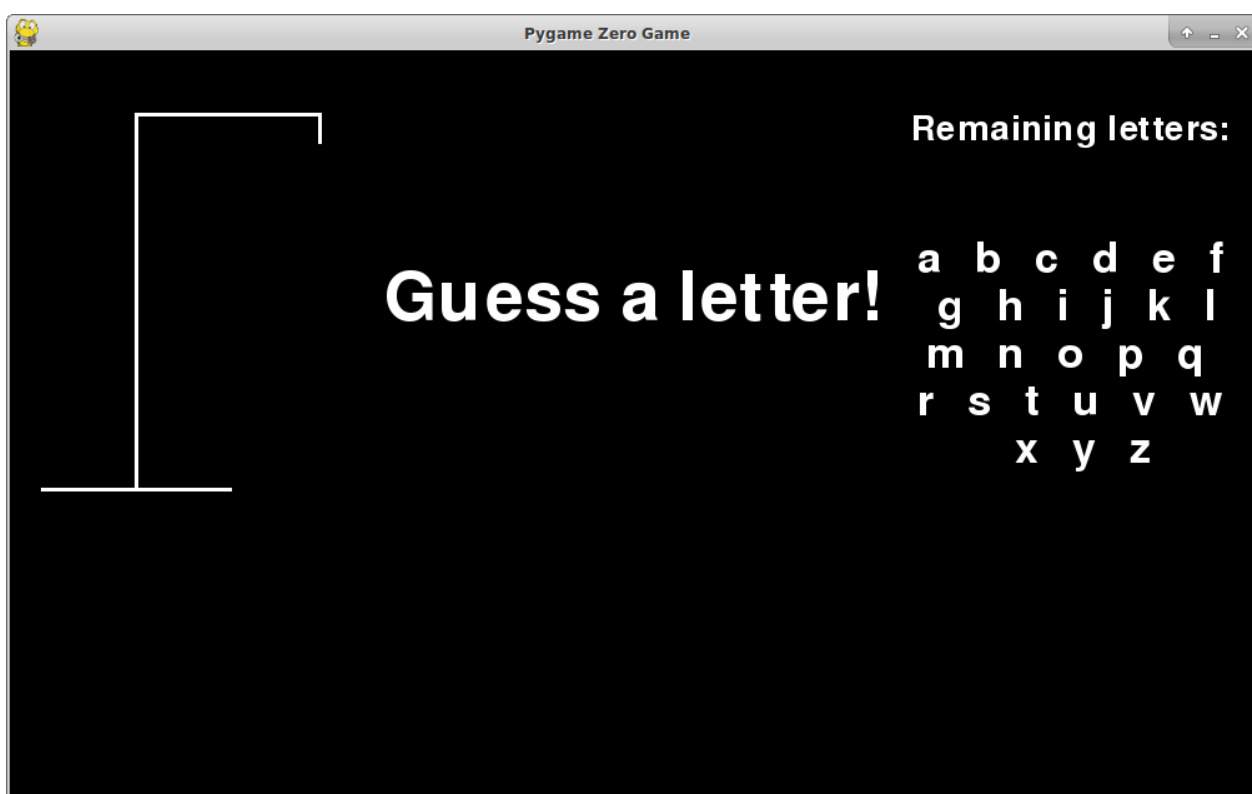 Pygame Zero Game
Remaining letters:
Guess a letter!
a b c d e f
g h i j k l
m n o p q
r s t u v w
x y z